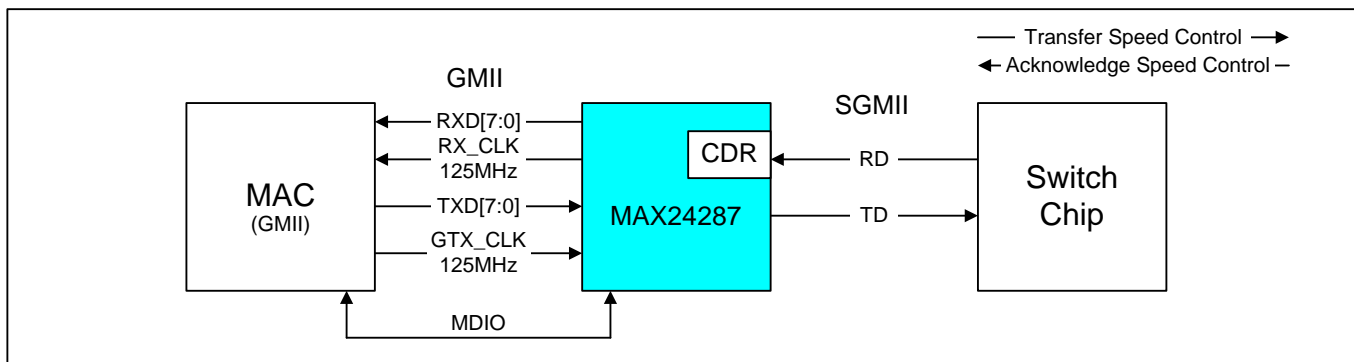 Transfer Speed Control
Acknowledge Speed Control
GMII
SGMII
RXD[7:0]
RX_CLK
125MHz
TXD[7:0]
GTX_CLK
125MHz
MAC
(GMII)
CDR
MAX24287
RD
TD
Switch
Chip
MDIO